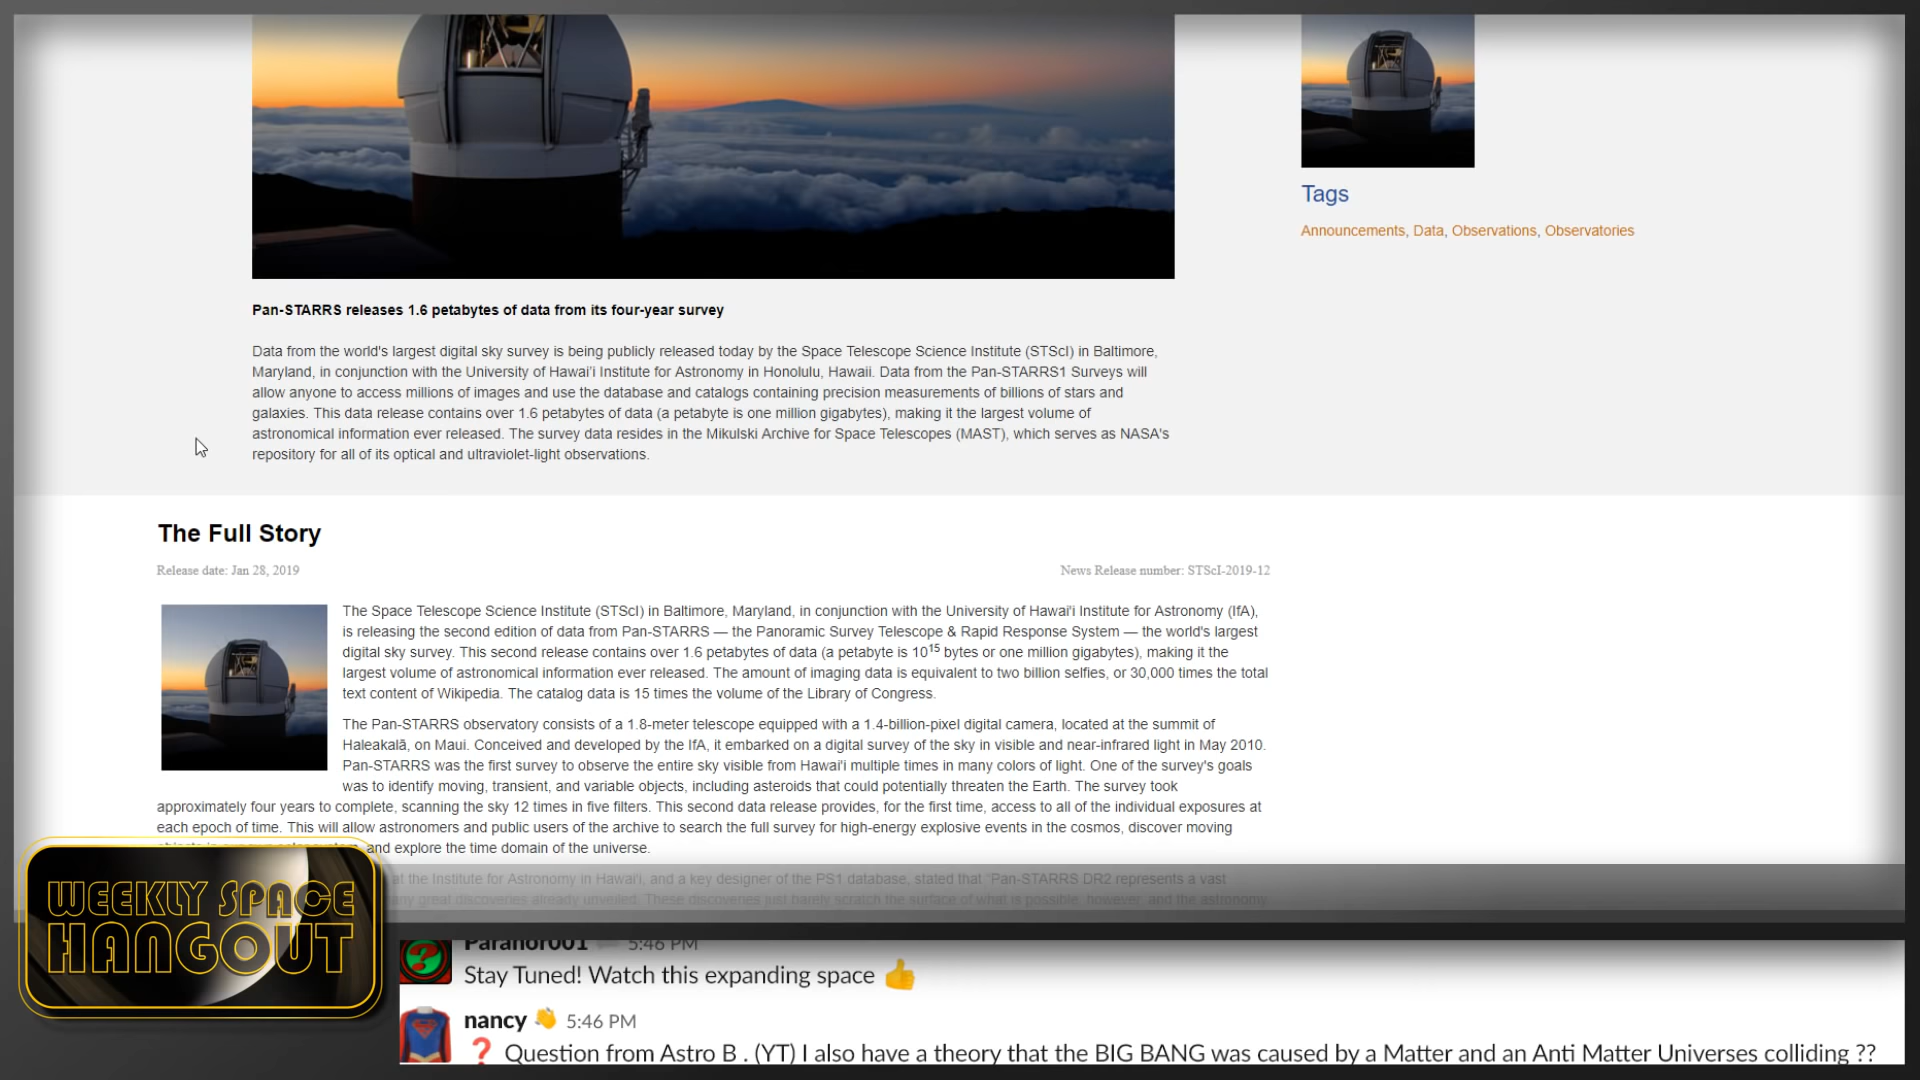 Tags
Announcements, Data, Observations, Observatories
Pan-STARRS releases 1.6 petabytes of data from its four-year survey
Data from the world's largest digital sky survey is being publicly released today by the Space Telescope Science Institute (STScI) in Baltimore,
Maryland, in conjunction with the University of Hawai'i Institute for Astronomy in Honolulu, Hawaii. Data from the Pan-STARRS1 Surveys will
allow anyone to access millions of images and use the database and catalogs containing precision measurements of billions of stars and
galaxies. This data release contains over 1.6 petabytes of data (a petabyte is one million gigabytes), making it the largest volume of
astronomical information ever released. The survey data resides in the Mikulski Archive for Space Telescopes (MAST), which serves as NASA's
repository for all of its optical and ultraviolet-light observations.
The Full Story
Release date: Jan 28, 2019
News Release number: STScI-2019-12
The Space Telescope Science Institute (STScI) in Baltimore, Maryland, in conjunction with the University of Hawai'i Institute for Astronomy (IfA),
is releasing the second edition of data from Pan-STARRS — the Panoramic Survey Telescope & Rapid Response System — the world's largest
digital sky survey. This second release contains over 1.6 petabytes of data (a petabyte is 10¹⁵ bytes or one million gigabytes), making it the
largest volume of astronomical information ever released. The amount of imaging data is equivalent to two billion selfies, or 30,000 times the total
text content of Wikipedia. The catalog data is 15 times the volume of the Library of Congress.
The Pan-STARRS observatory consists of a 1.8-meter telescope equipped with a 1.4-billion-pixel digital camera, located at the summit of
Haleakalā, on Maui. Conceived and developed by the IfA, it embarked on a digital survey of the sky in visible and near-infrared light in May 2010.
Pan-STARRS was the first survey to observe the entire sky visible from Hawai'i multiple times in many colors of light. One of the survey's goals
was to identify moving, transient, and variable objects, including asteroids that could potentially threaten the Earth. The survey took
approximately four years to complete, scanning the sky 12 times in five filters. This second data release provides, for the first time, access to all of the individual exposures at
each epoch of time. This will allow astronomers and public users of the archive to search the full survey for high-energy explosive events in the cosmos, discover moving
and explore the time domain of the universe.
at the Institute for Astronomy in Hawai'i, and a key designer of the PS1 database, stated that "Pan-STARRS DR2 represents a vast
any great discoveries already unveiled. These discoveries just barely scratch the surface of what is possible, however, and the astronomy
WEEKLY SPACE
HANGOUT
Paranor001 5:46 PM
Stay Tuned! Watch this expanding space 👍
nancy 👋 5:46 PM
❓ Question from Astro B . (YT) I also have a theory that the BIG BANG was caused by a Matter and an Anti Matter Universes colliding ??